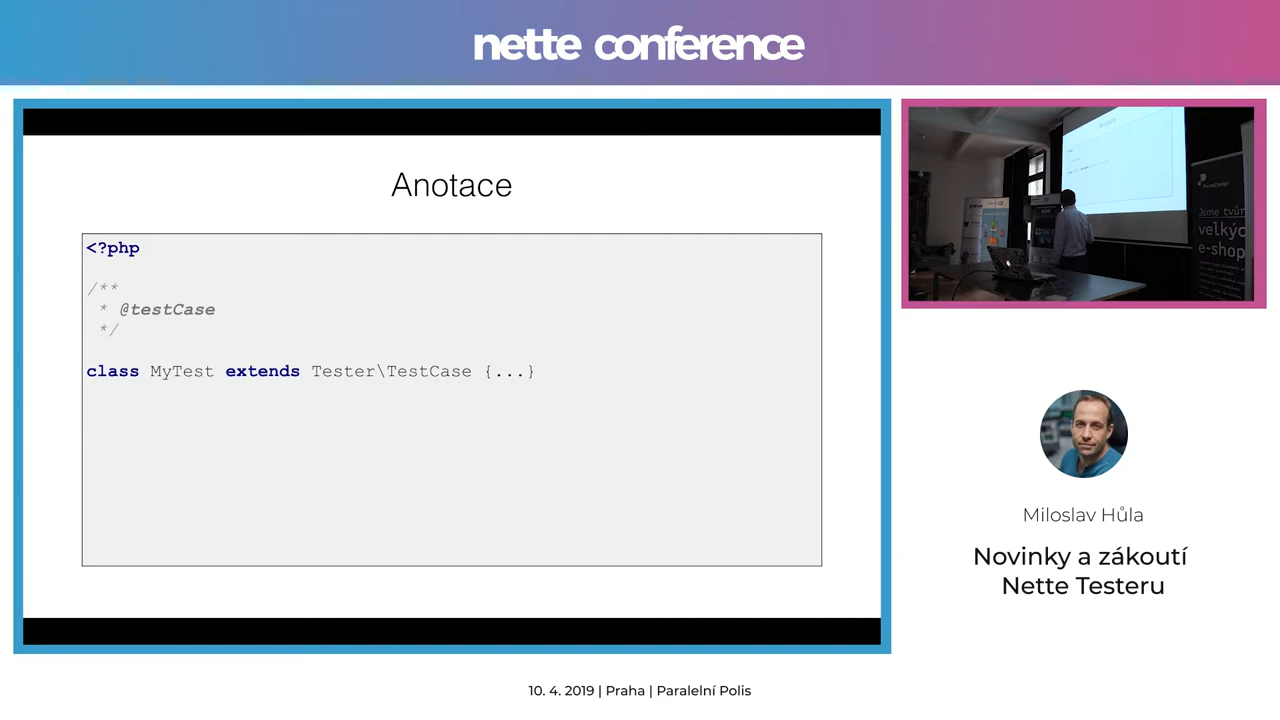 nette conference
Anotace
<?php
/**
 * @testCase
 */
class MyTest extends Tester\TestCase {...}
Jsme tvům
velkýc
e-shop
Miloslav Hůla
Novinky a zákoutí
Nette Testeru
10. 4. 2019 | Praha | Paralelní Polis